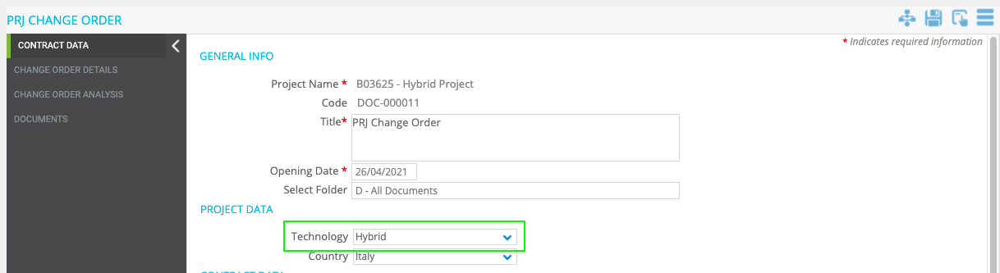 PRJ CHANGE ORDER
CONTRACT DATA
CHANGE ORDER DETAILS
CHANGE ORDER ANALYSIS
DOCUMENTS
* Indicates required information
GENERAL INFO
Project Name * B03625 - Hybrid Project
Code DOC-000011
Title* PRJ Change Order
Opening Date * 26/04/2021
Select Folder D - All Documents
PROJECT DATA
Technology Hybrid
Country Italy
CONTRACT DATA